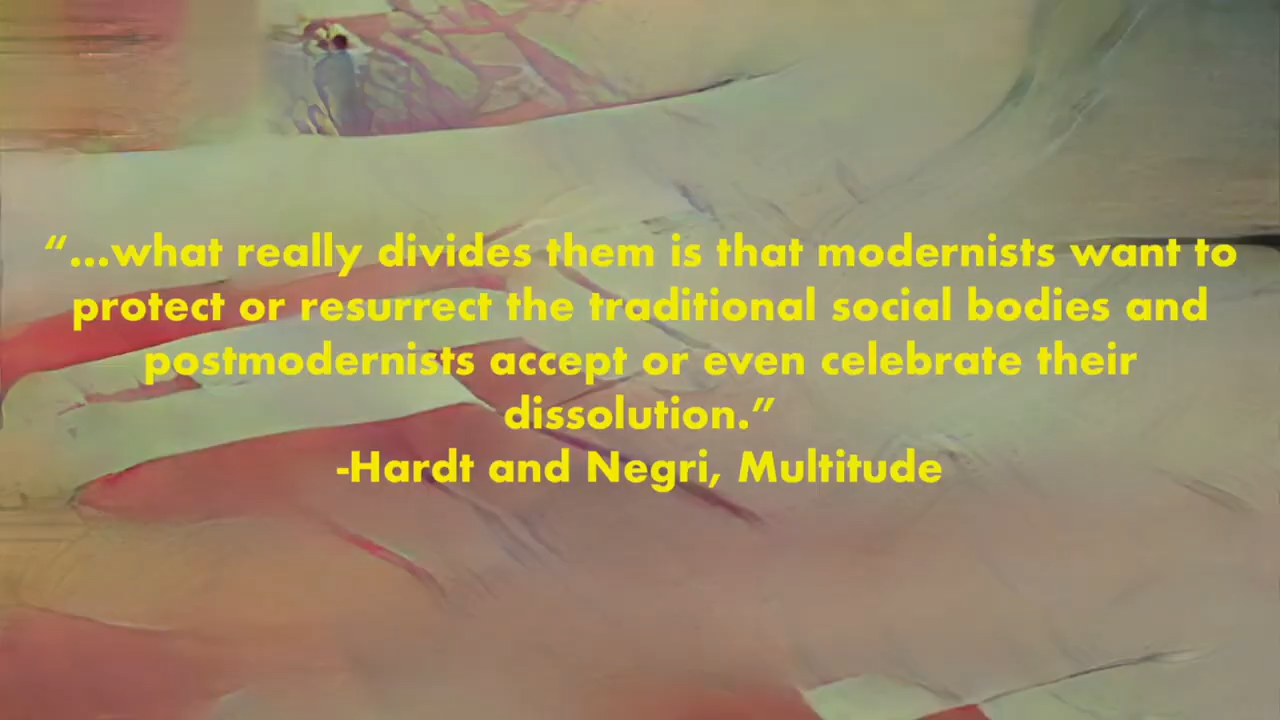 “...what really divides them is that modernists want to
protect or resurrect the traditional social bodies and
postmodernists accept or even celebrate their
dissolution.”
-Hardt and Negri, Multitude